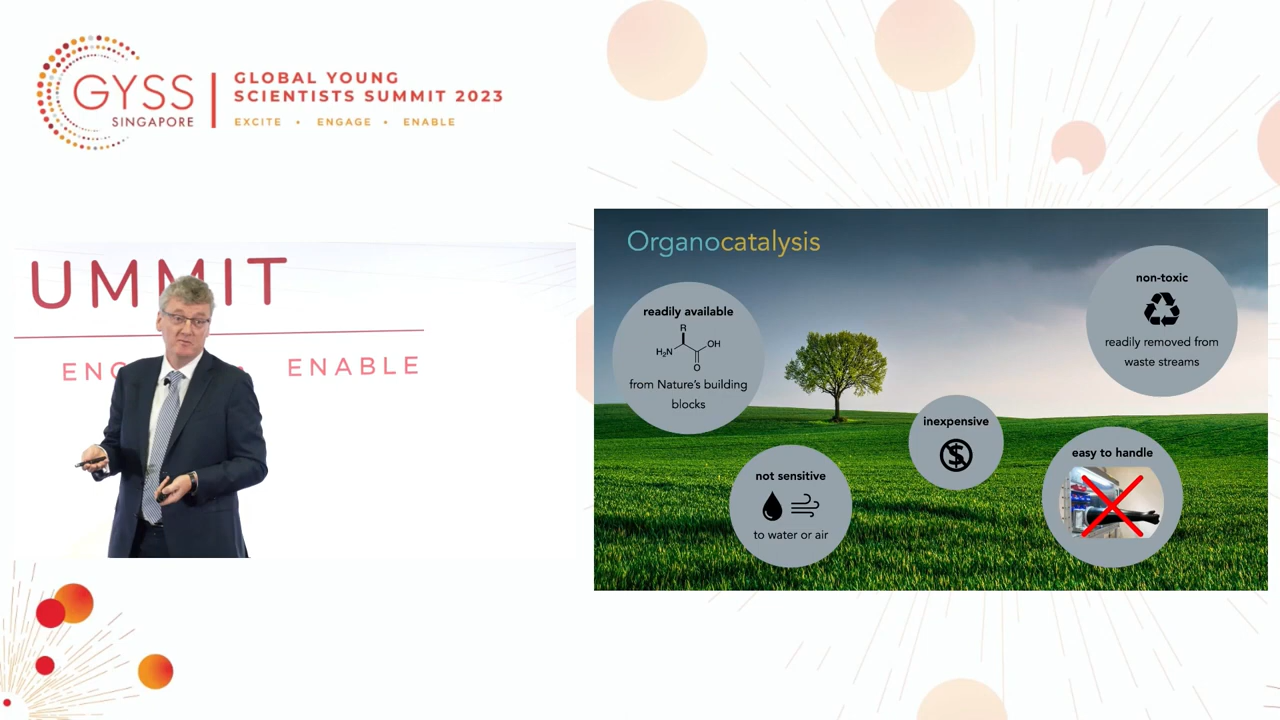 GYSS
SINGAPORE
GLOBAL YOUNG
SCIENTISTS SUMMIT 2023
EXCITE • ENGAGE • ENABLE
UMMIT
ENG
ENABLE
Organocatalysis
readily available
R
H₂N
OH
O
from Nature's building
blocks
not sensitive
to water or air
inexpensive
$
non-toxic
readily removed from
waste streams
easy to handle